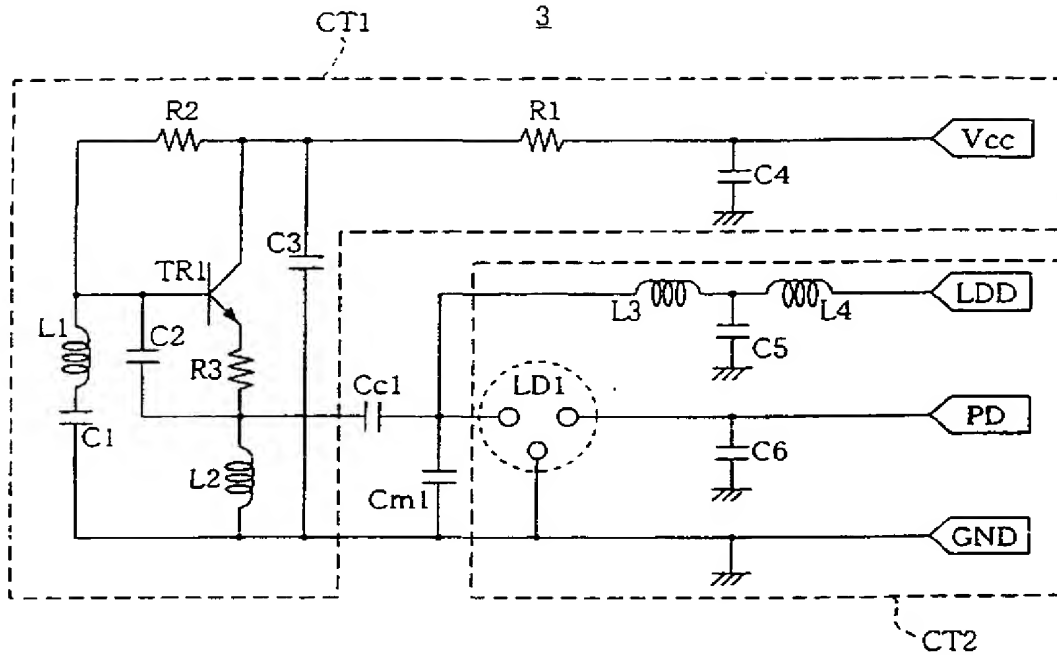 3
CT1
R2
R1
Vcc
C4
C3
TR1
L1
C2
R3
C1
L2
Cc1
Cm1
L3
L4
LDD
C5
LD1
PD
C6
GND
CT2